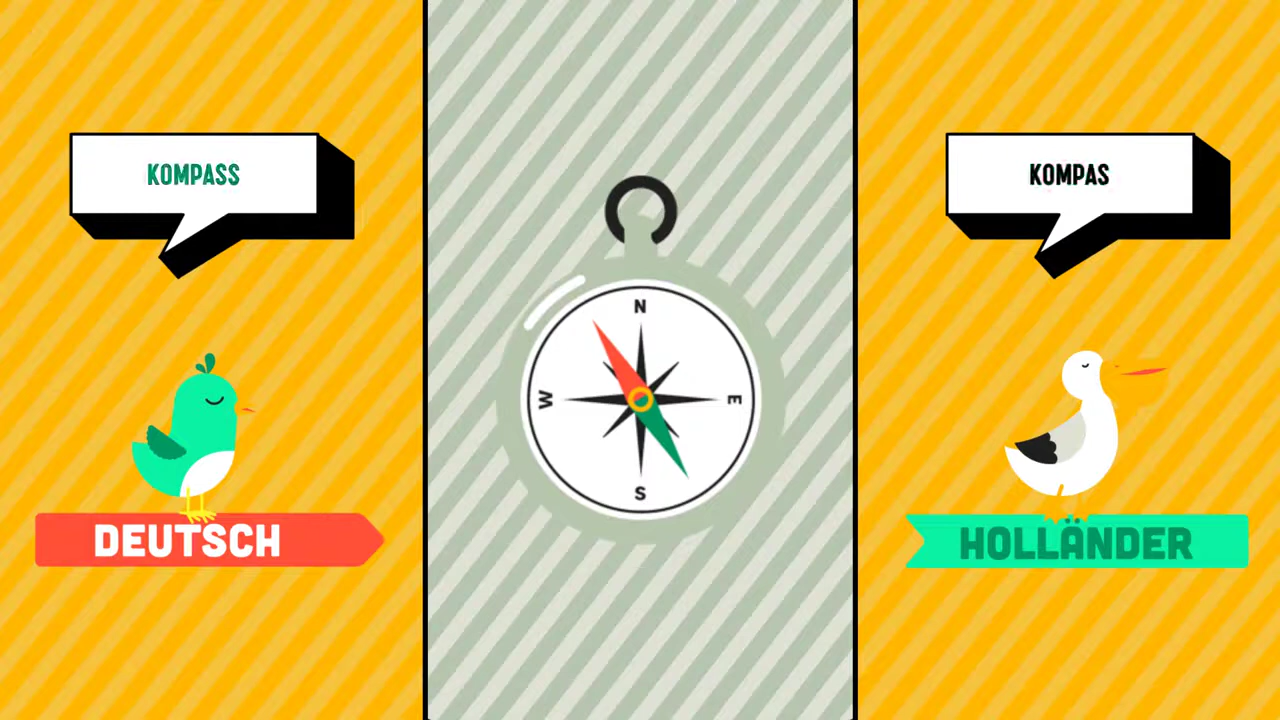 KOMPASS
DEUTSCH
N
W
E
S
KOMPAS
HOLLÄNDER